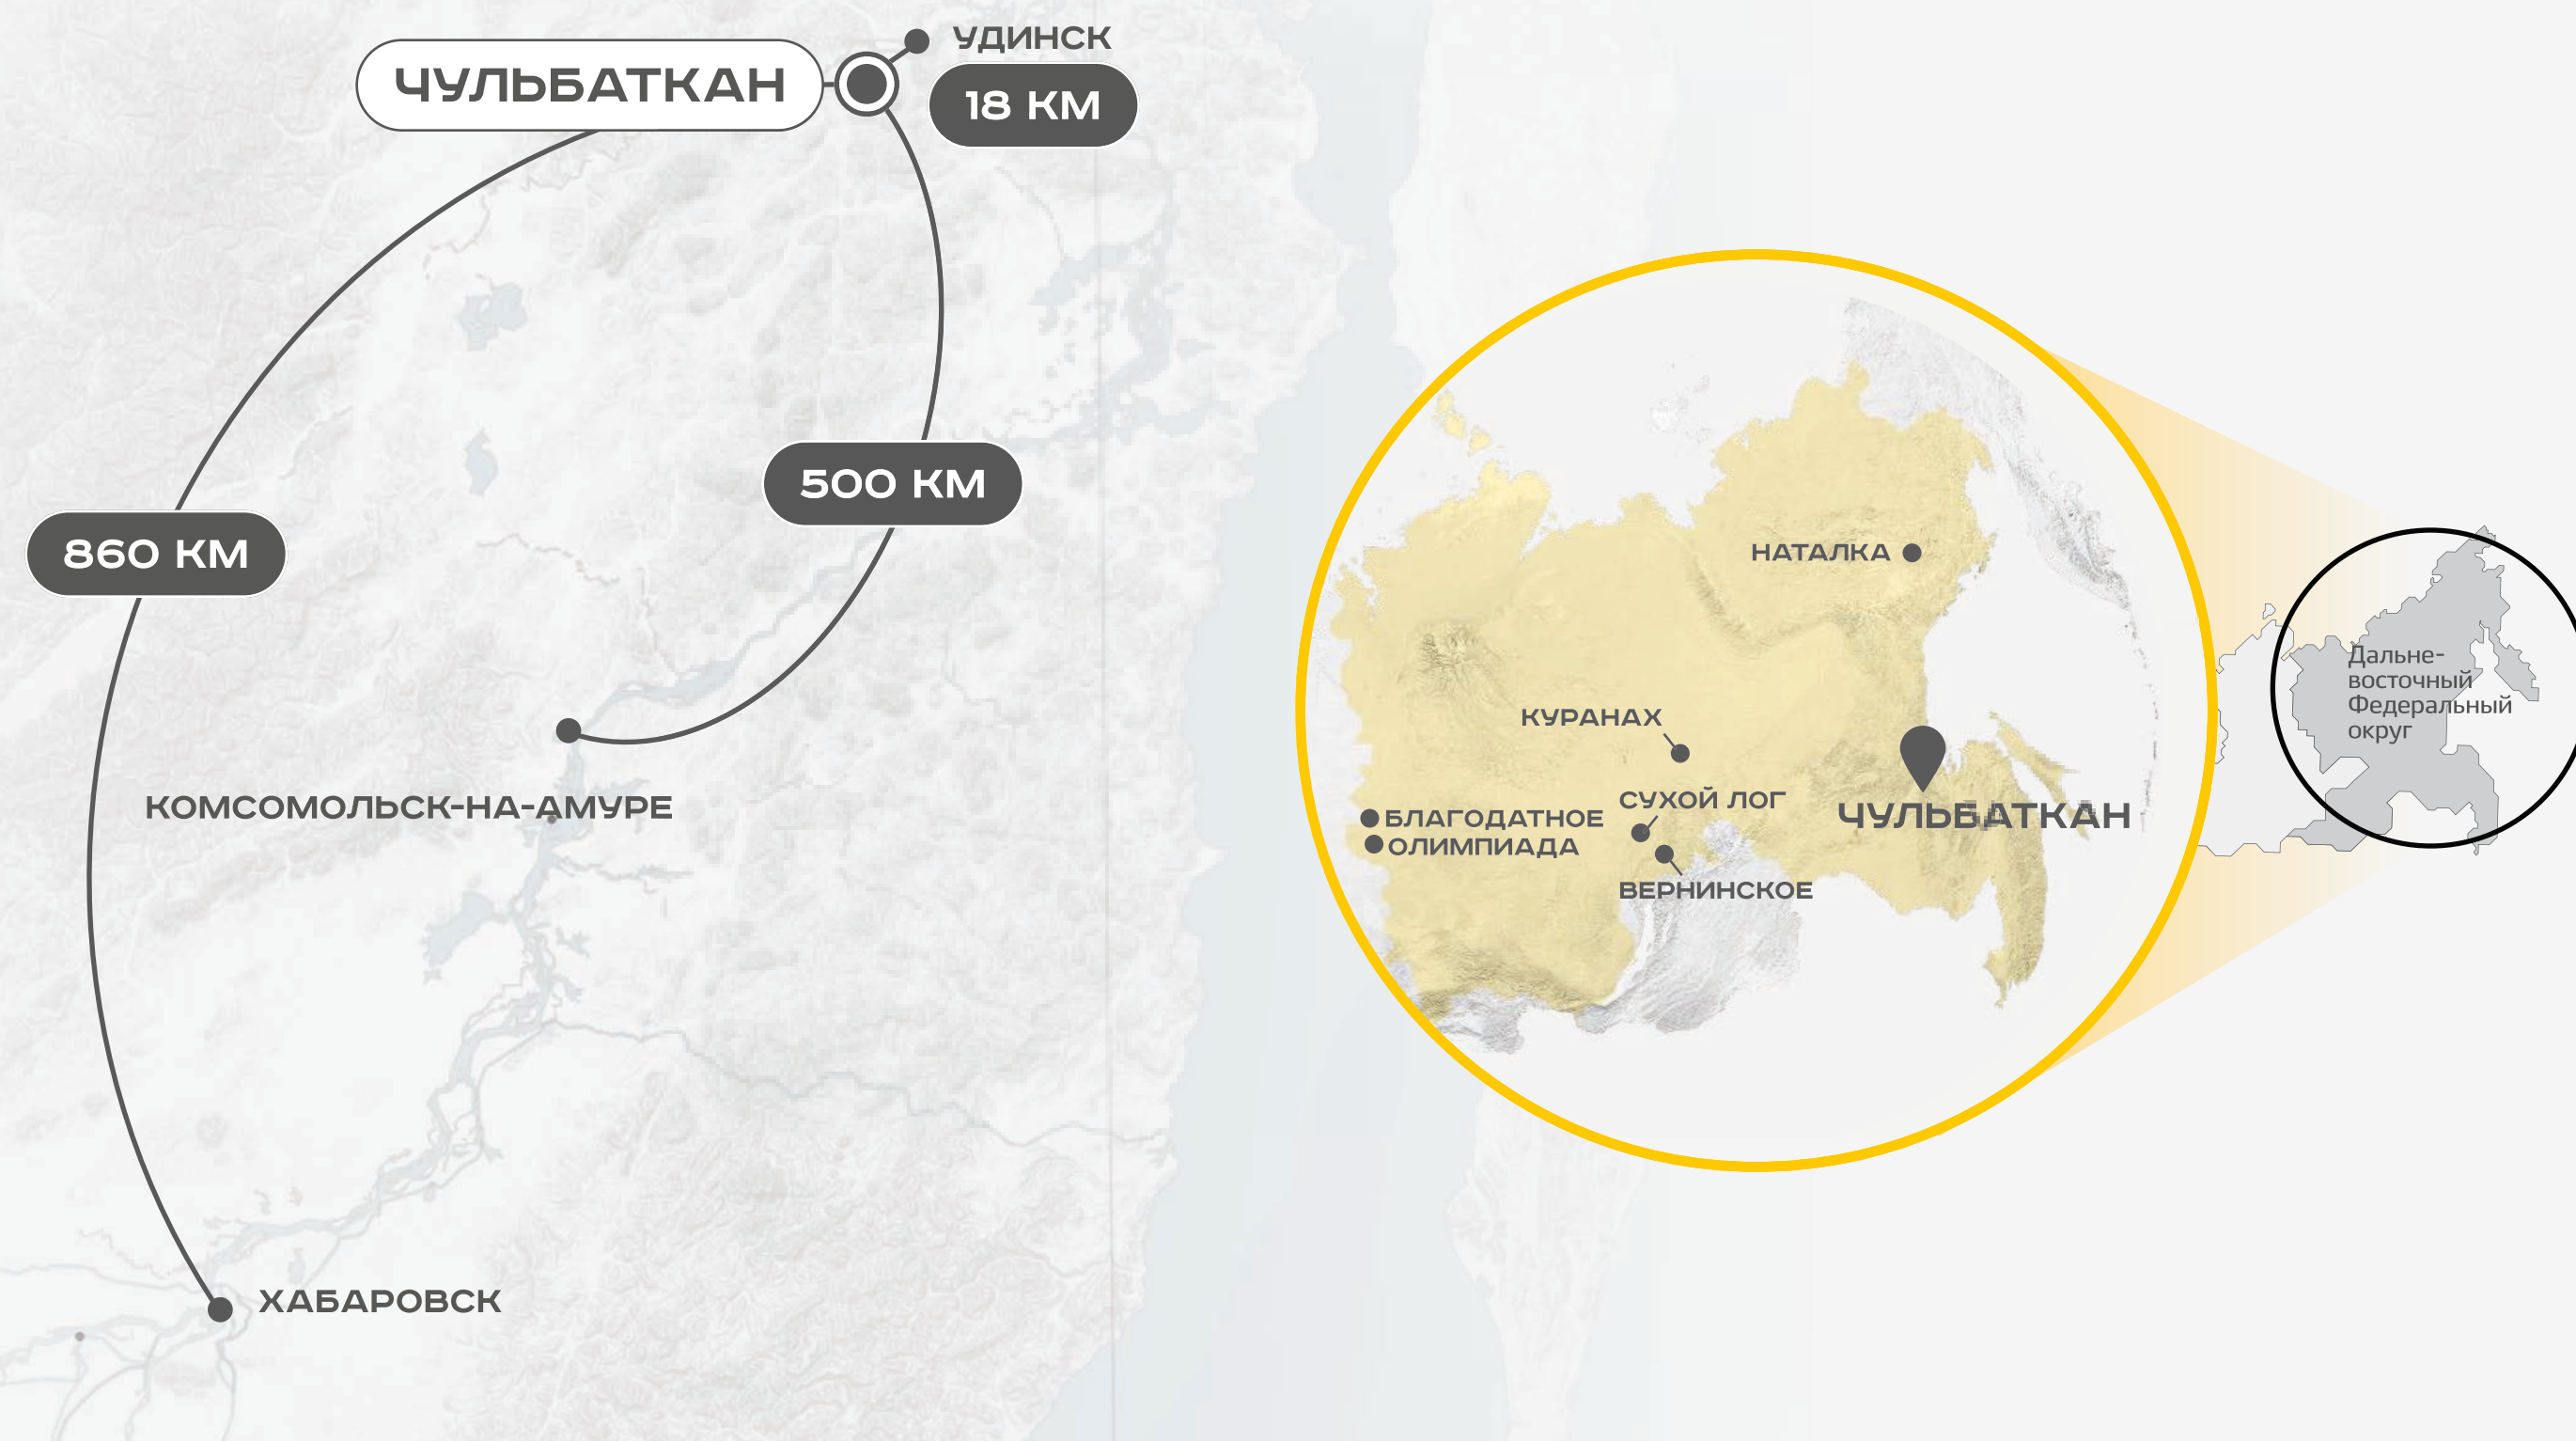 УДИНСК
ЧУЛЬБАТКАН
18 КМ
500 КМ
860 КМ
КОМСОМОЛЬСК-НА-АМУРЕ
ХАБАРОВСК
НАТАЛКА
КУРАНАХ
СУХОЙ ЛОГ
БЛАГОДАТНОЕ
ОЛИМПИАДА
ВЕРНИНСКОЕ
ЧУЛЬБАТКАН
Дальне-
восточный
Федеральный
округ